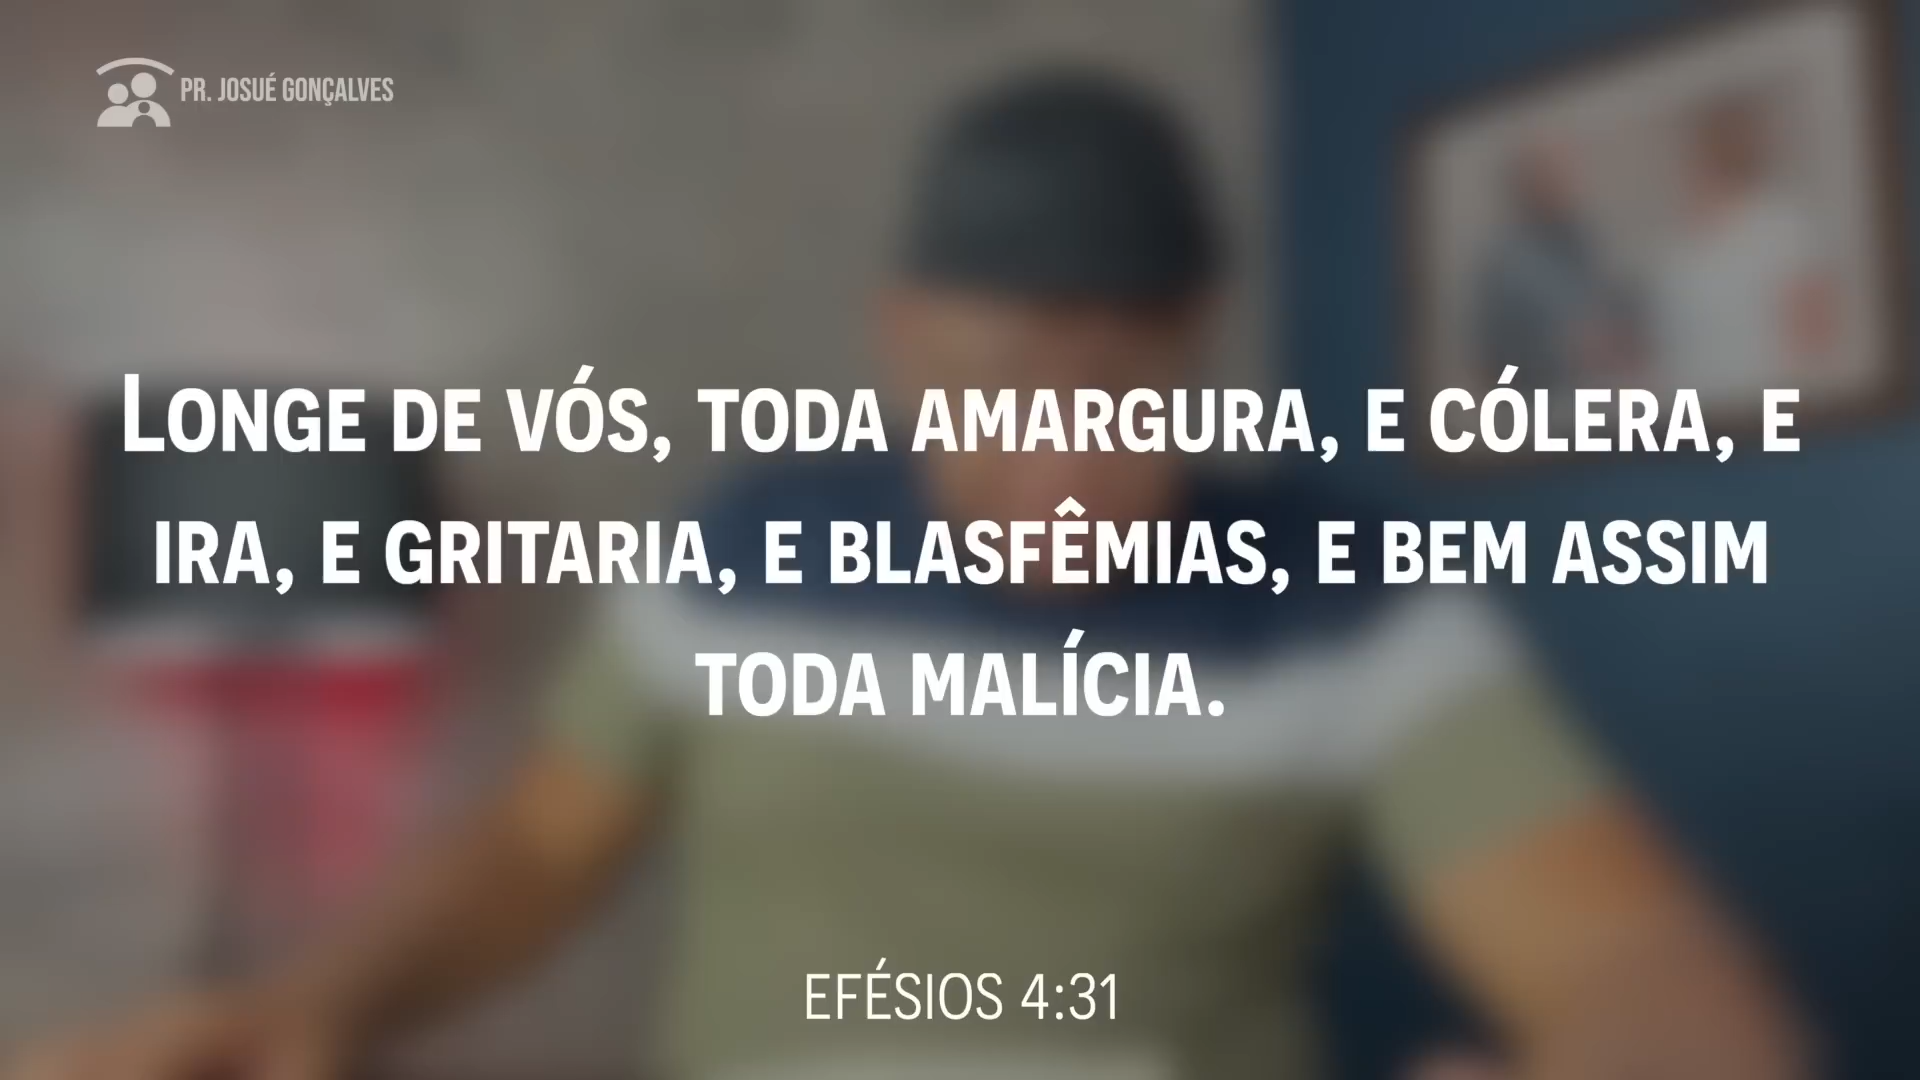 PR. JOSUÉ GONÇALVES
LONGE DE VÓS, TODA AMARGURA, E CÓLERA, E
IRA, E GRITARIA, E BLASFÊMIAS, E BEM ASSIM
TODA MALÍCIA.
EFÉSIOS 4:31